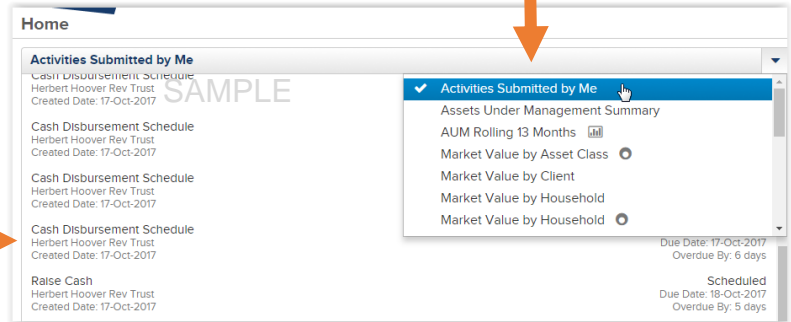 Home
Activities Submitted by Me
Cash Disbursement Schedule
Herbert Hoover Rev Trust
Created Date: 17-Oct-2017
SAMPLE
Cash Disbursement Schedule
Herbert Hoover Rev Trust
Created Date: 17-Oct-2017
Cash Disbursement Schedule
Herbert Hoover Rev Trust
Created Date: 17-Oct-2017
Cash Disbursement Schedule
Herbert Hoover Rev Trust
Created Date: 17-Oct-2017
Due Date: 17-Oct-2017
Overdue By: 6 days
Raise Cash
Herbert Hoover Rev Trust
Created Date: 17-Oct-2017
Scheduled
Due Date: 18-Oct-2017
Overdue By: 5 days
Activities Submitted by Me
Assets Under Management Summary
AUM Rolling 13 Months
Market Value by Asset Class
Market Value by Client
Market Value by Household
Market Value by Household